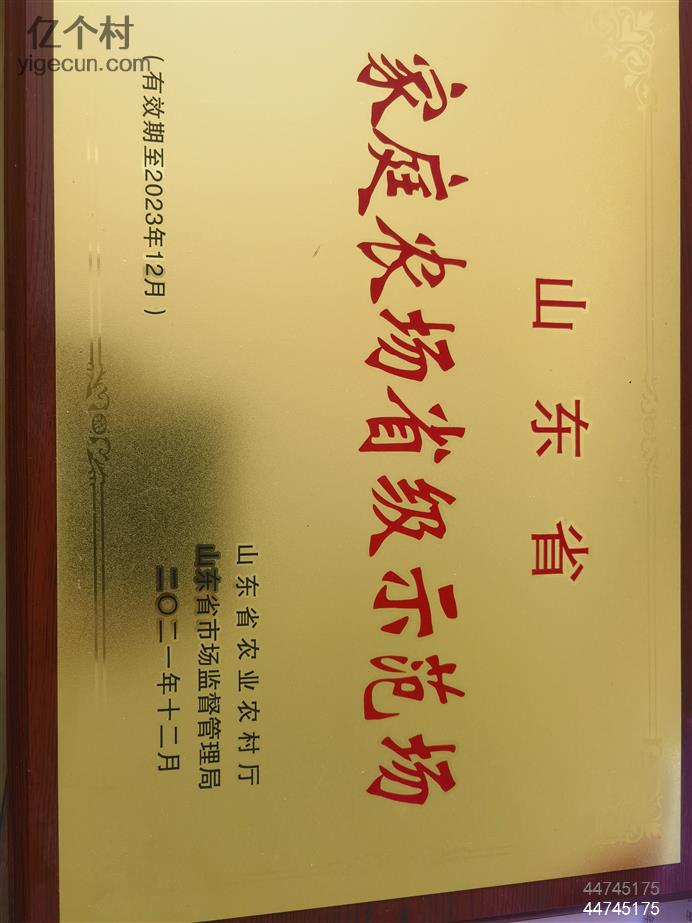 山东省
家庭农场省级示范场
山东省农业农村厅
山东省市场监督管理局
二〇二一年十二月
（有效期至2023年12月）
亿个村
yigecun.com
44745175
44745175